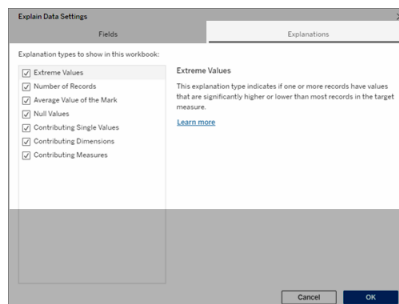 Explain Data Settings
Fields
Explanations
Explanation types to show in this workbook:
Extreme Values
Number of Records
Average Value of the Mark
Null Values
Contributing Single Values
Contributing Dimensions
Contributing Measures
Extreme Values
This explanation type indicates if one or more records have values
that are significantly higher or lower than most records in the target
measure.
Learn more
Cancel
OK